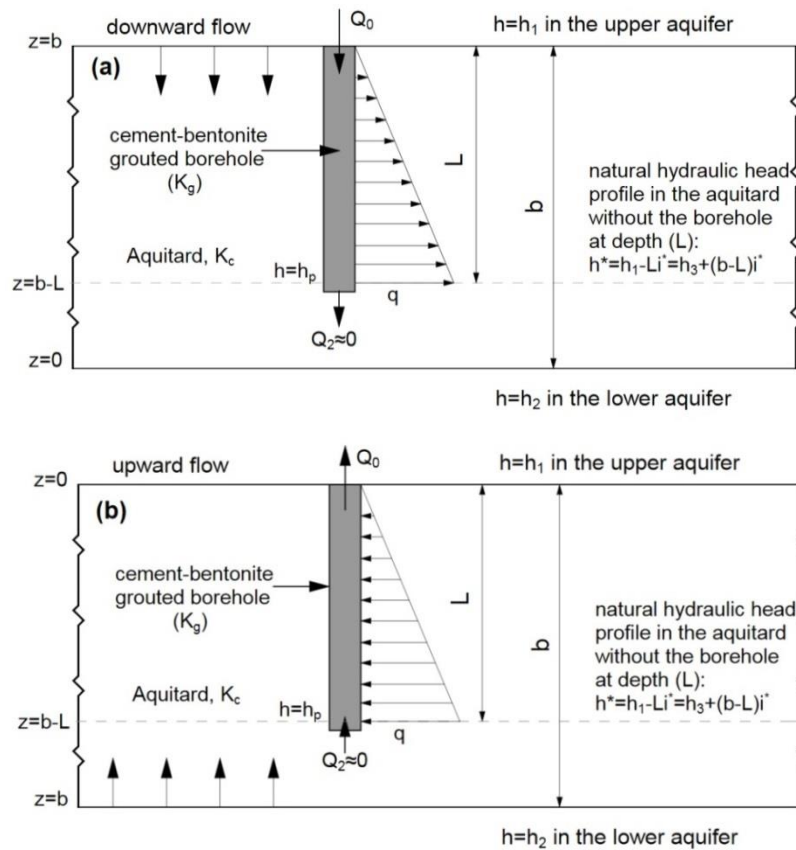 downward flow
Q₀
h=h₁ in the upper aquifer
z=b
(a)
cement-bentonite
grouted borehole
(K_g)
L
b
natural hydraulic head
profile in the aquitard
without the borehole
at depth (L):
h*=h₁-Li*=h₃+(b-L)i*
Aquitard, K_c
h=h_p
z=b-L
q
Q₂≈0
z=0
h=h₂ in the lower aquifer
upward flow
Q₀
h=h₁ in the upper aquifer
z=0
(b)
cement-bentonite
grouted borehole
(K_g)
L
b
natural hydraulic head
profile in the aquitard
without the borehole
at depth (L):
h*=h₁-Li*=h₃+(b-L)i*
Aquitard, K_c
h=h_p
z=b-L
q
Q₂≈0
z=b
h=h₂ in the lower aquifer